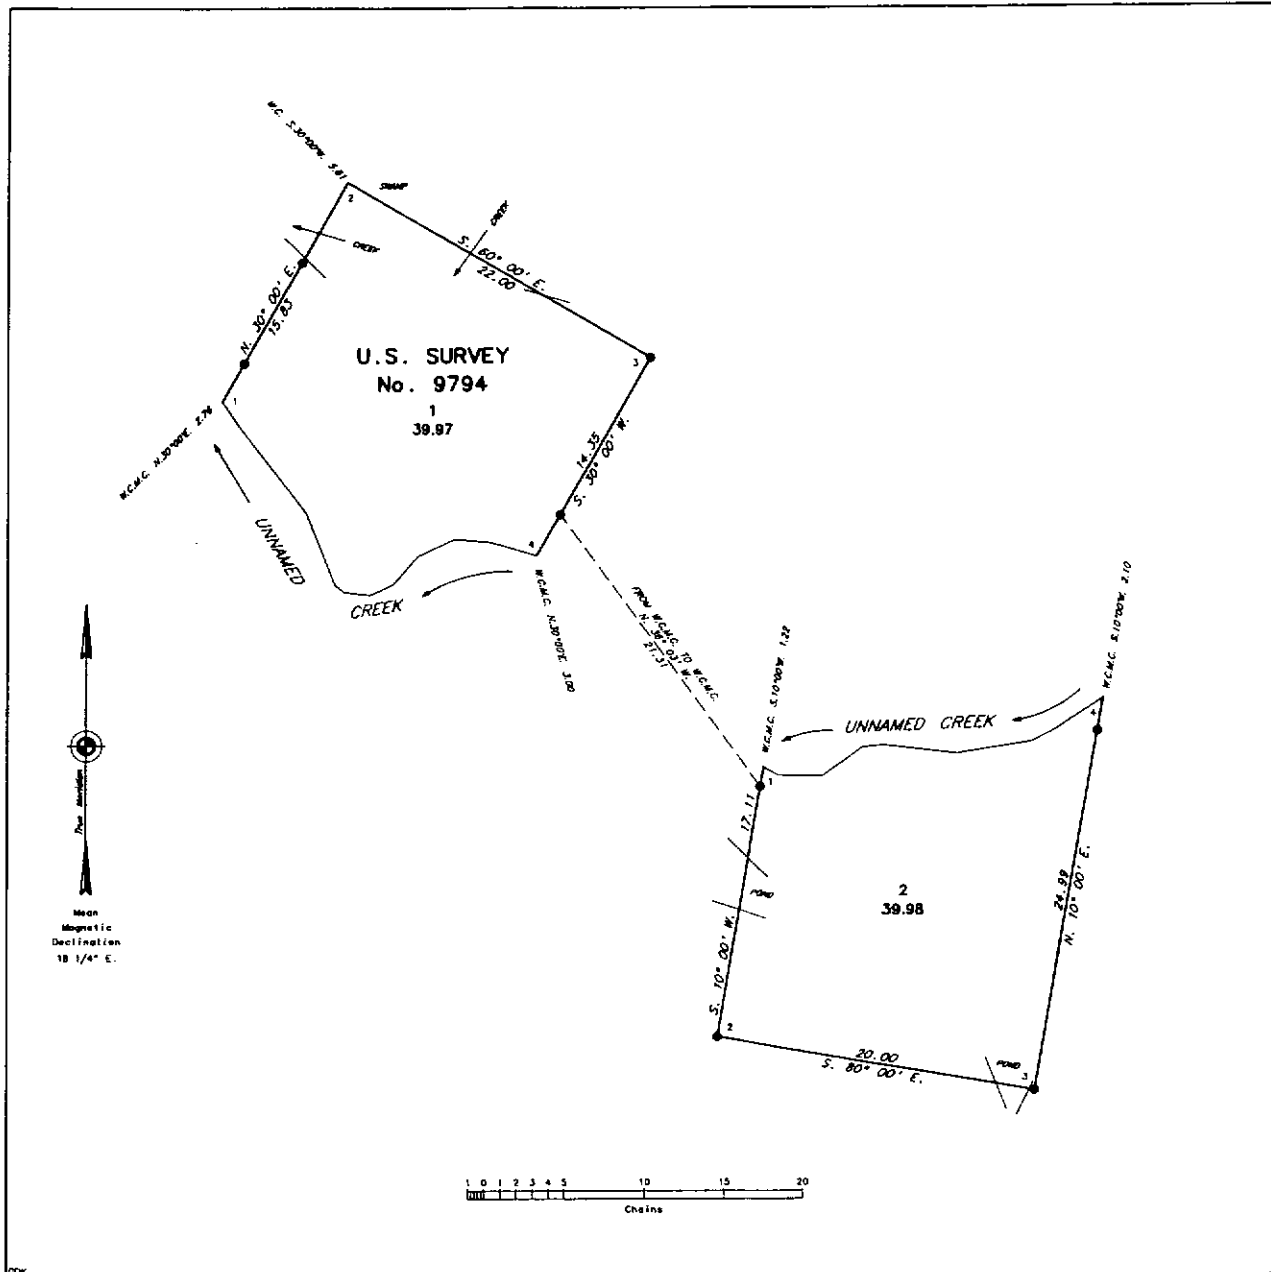 W.C. S.30°00'W. 5.81
2
SWAMP
CREEK
CREEK
S. 60° 00' E.
22.00
N. 30° 00' E.
15.83
U.S. SURVEY
No. 9794
1
39.97
3
1
W.C.M.C. N.30°00'E. 2.76
14.35
S. 30° 00' W.
UNNAMED
CREEK
4
W.C.M.C. N.30°00'E. 3.00
FROM W.C.M.C. TO W.C.M.C.
W.C.M.C. S.10°00'W. 1.22
W.C.M.C. S.10°00'W. 2.10
UNNAMED CREEK
4
1
17.11
POND
S. 10° 00' W.
2
39.98
24.99
N. 10° 00' E.
2
20.00
S. 80° 00' E.
POND
3
True Meridian
Mean
Magnetic
Declination
18 1/4° E.
1 0 1 2 3 4 5 10 15 20
Chains